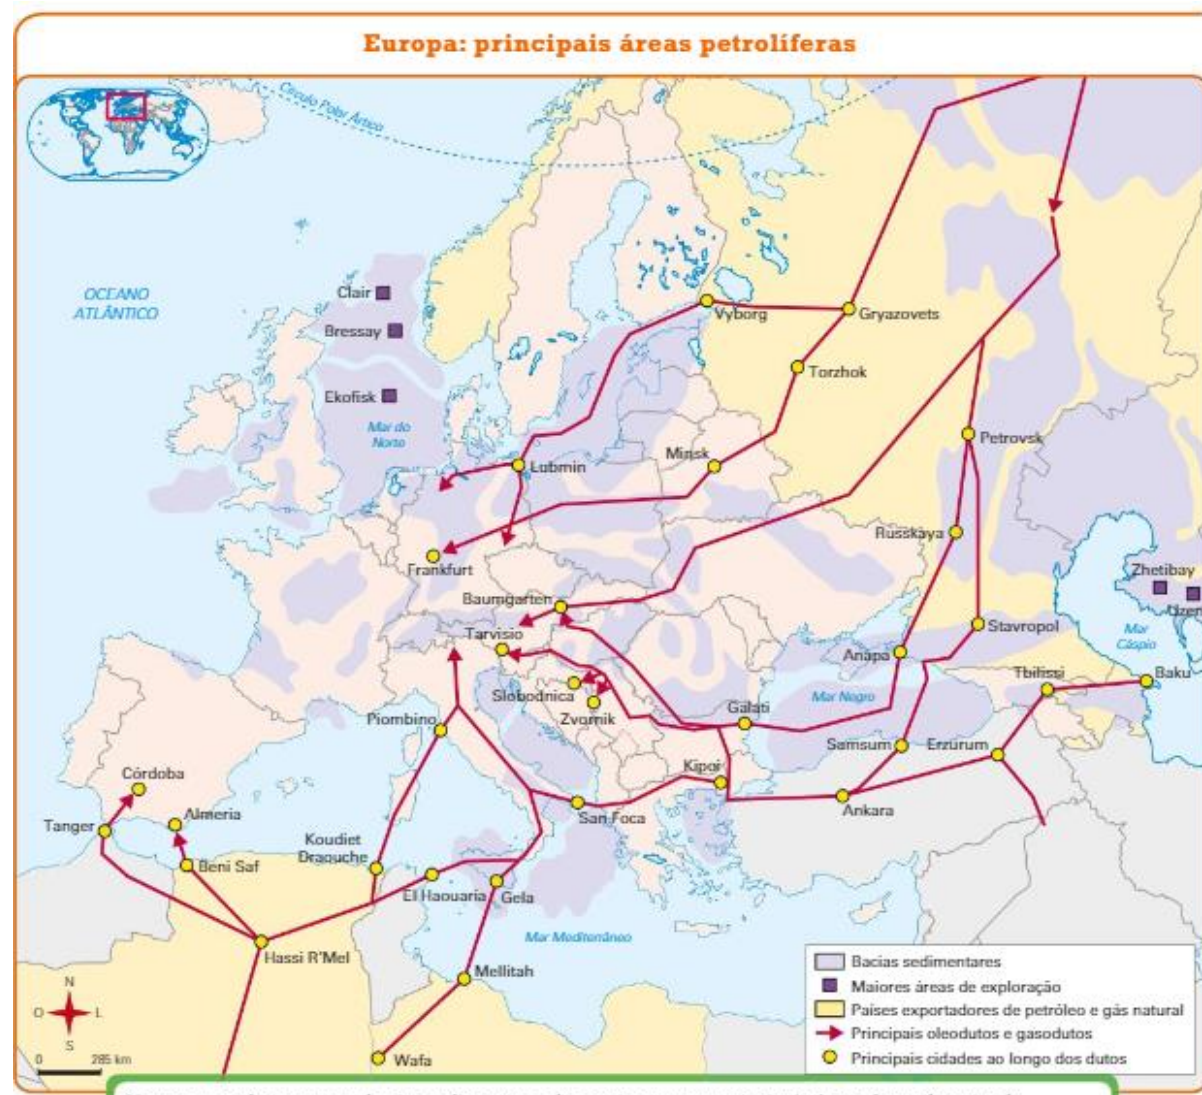 Europa: principais áreas petrolíferas
Círculo Polar Ártico
OCEANO
ATLÂNTICO
Clair
Bressay
Ekofisk
Mar do
Norte
Vyborg
Gryazovets
Torzhok
Petrovsk
Lubmin
Minsk
Russkaya
Frankfurt
Zhetibay
Uzen
Baumgarten
Tarvisio
Stavropol
Mar
Cáspio
Anapa
Tbilissi
Baku
Slobodnica
Zvornik
Mar Negro
Galati
Piombino
Samsum
Erzurum
Kipoi
Córdoba
Almeria
San Foca
Ankara
Tanger
Koudiet
Draouche
Beni Saf
El Haouaria
Gela
Mar Mediterrâneo
Hassi R'Mel
Mellitah
Wafa
N
O
L
S
0
285 km
Bacias sedimentares
Maiores áreas de exploração
Países exportadores de petróleo e gás natural
Principais oleodutos e gasodutos
Principais cidades ao longo dos dutos